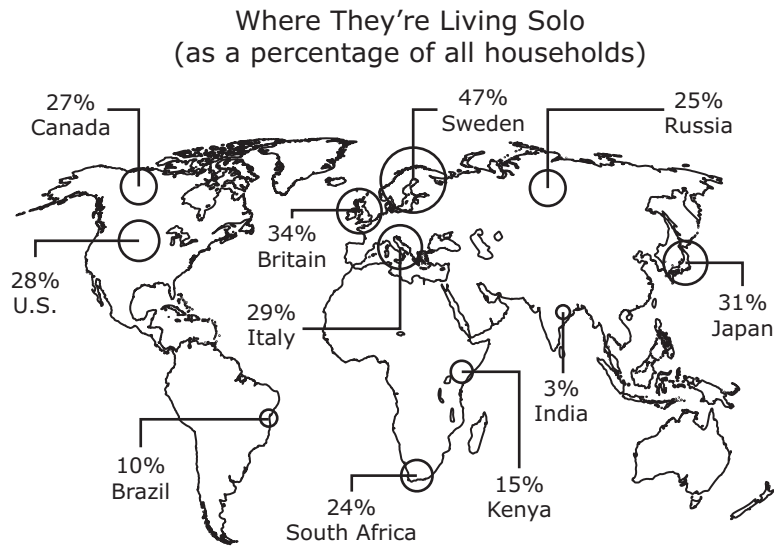 Where They're Living Solo
(as a percentage of all households)
27%
Canada
47%
Sweden
25%
Russia
34%
Britain
28%
U.S.
29%
Italy
31%
Japan
3%
India
10%
Brazil
15%
Kenya
24%
South Africa